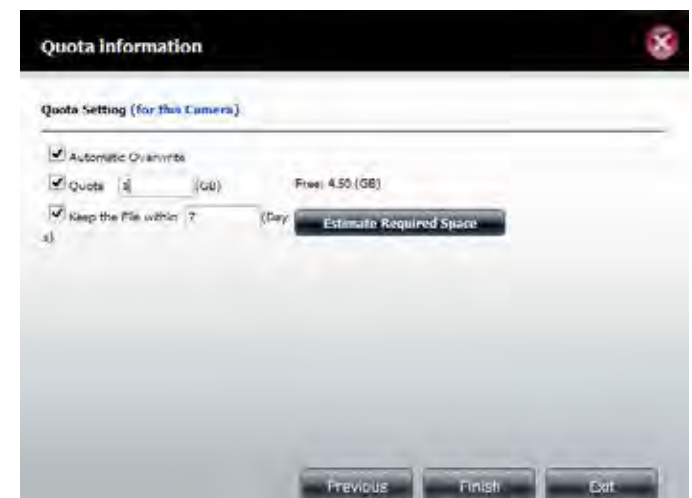 Quota information
Quota Setting (for this Camera)
Automatic Overwrite
Quota (GB) Free: 4.50 (GB)
Keep the File within 7 (Day Estimate Required Space
s)
Previous Finish Exit